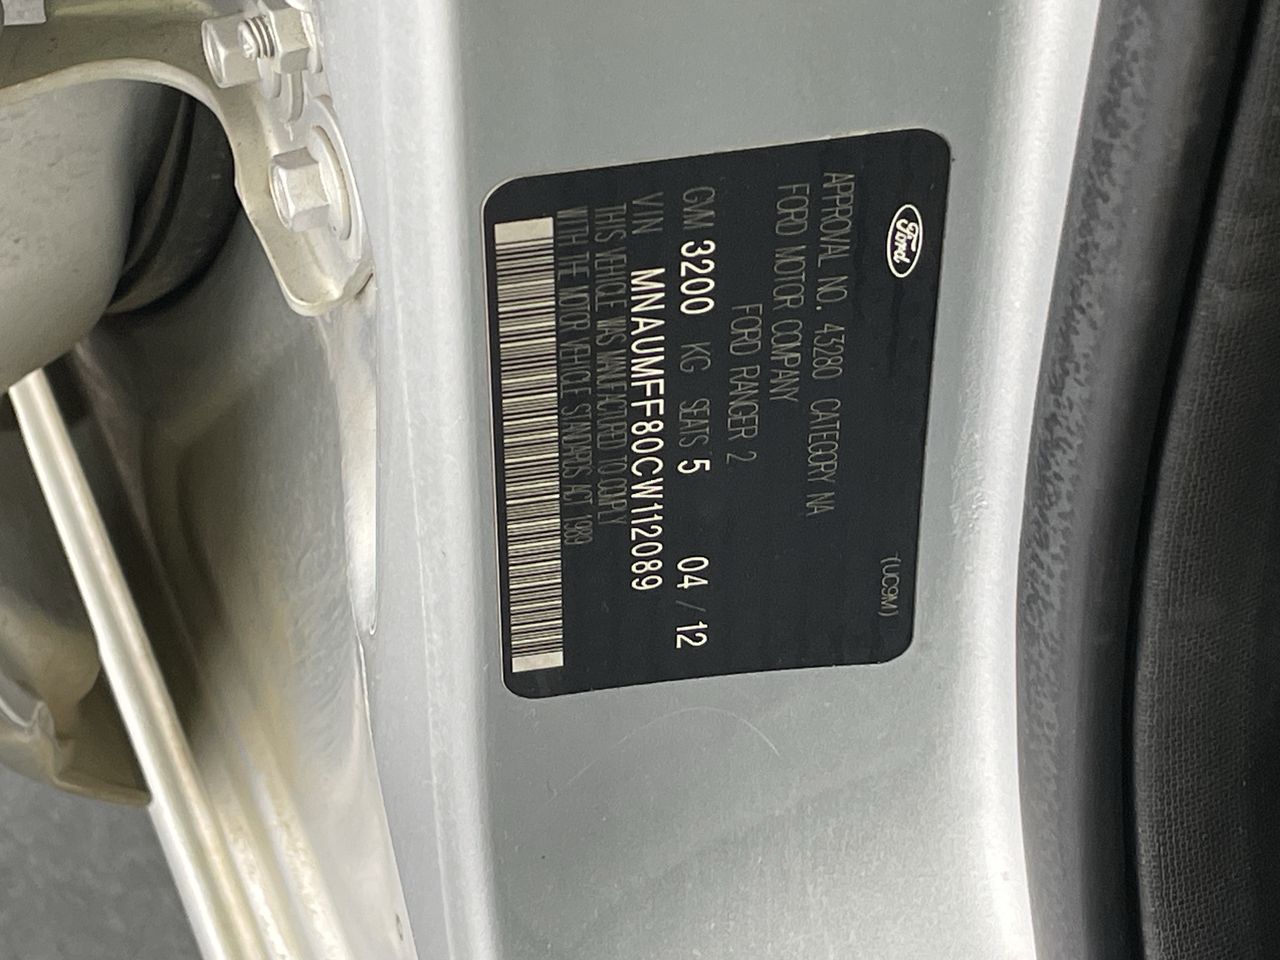 Ford
(UC9M)
APPROVAL NO. 43280 CATEGORY NA
FORD MOTOR COMPANY
FORD RANGER 2
GVM 3200 KG SEATS 5 04 / 12
VIN MNAUMFF80CW112089
THIS VEHICLE WAS MANUFACTURED TO COMPLY
WITH THE MOTOR VEHICLE STANDARDS ACT 1989